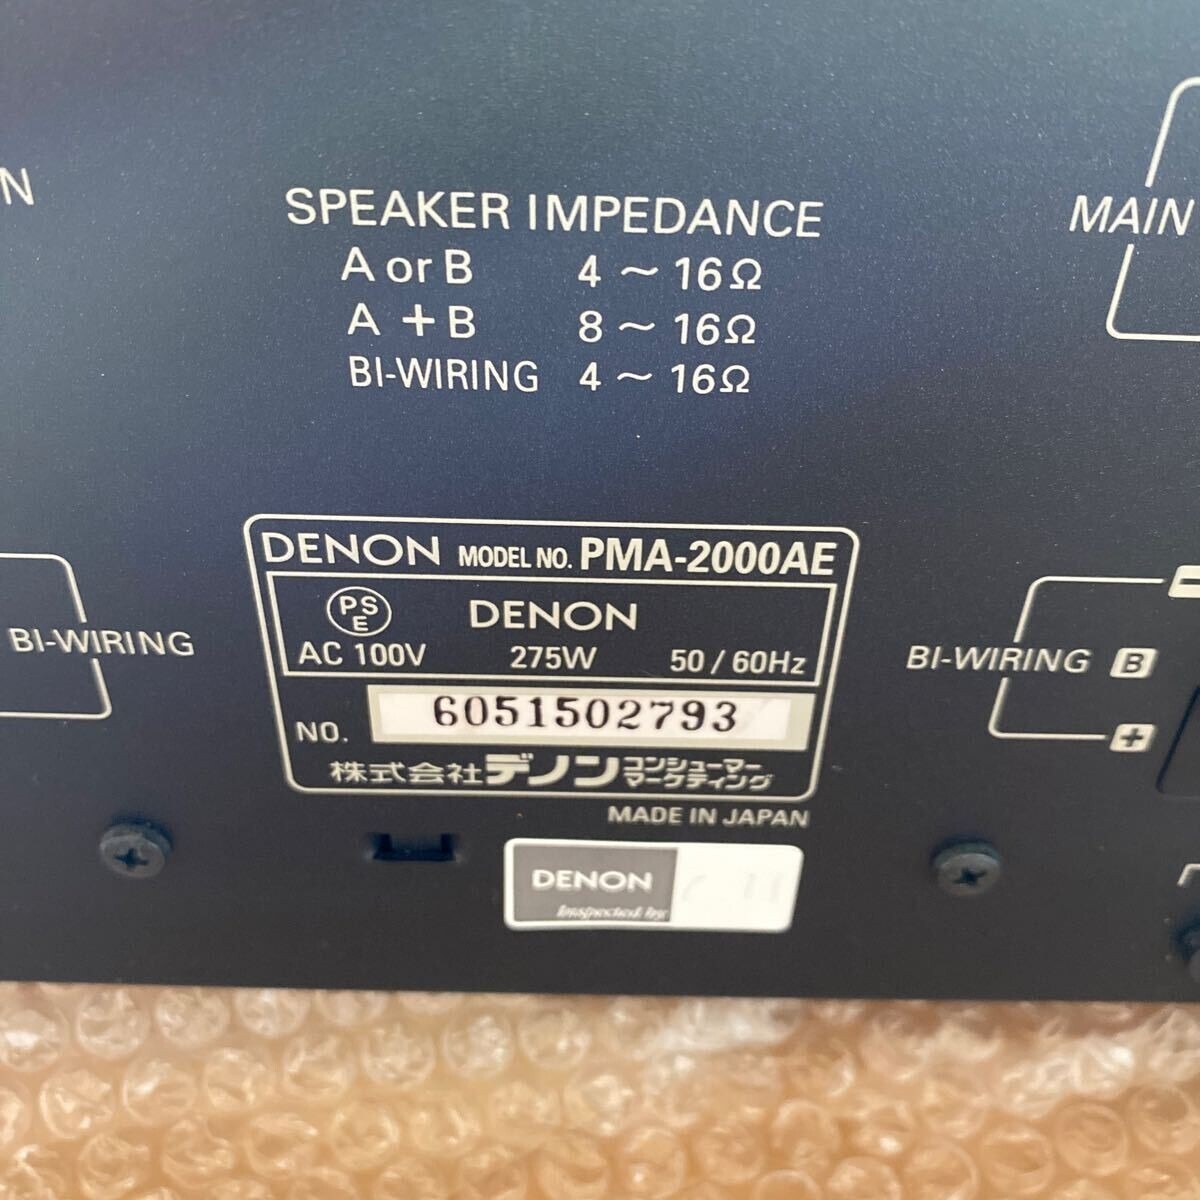 N
SPEAKER IMPEDANCE
A or B 4 ~ 16Ω
A + B 8 ~ 16Ω
BI-WIRING 4 ~ 16Ω
MAIN
BI-WIRING
DENON MODEL NO. PMA-2000AE
PSE DENON
AC 100V 275W 50 / 60Hz
NO. 6051502793
株式会社デノン コンシューマーマーケティング
MADE IN JAPAN
DENON
Inspected by
−
BI-WIRING B
+